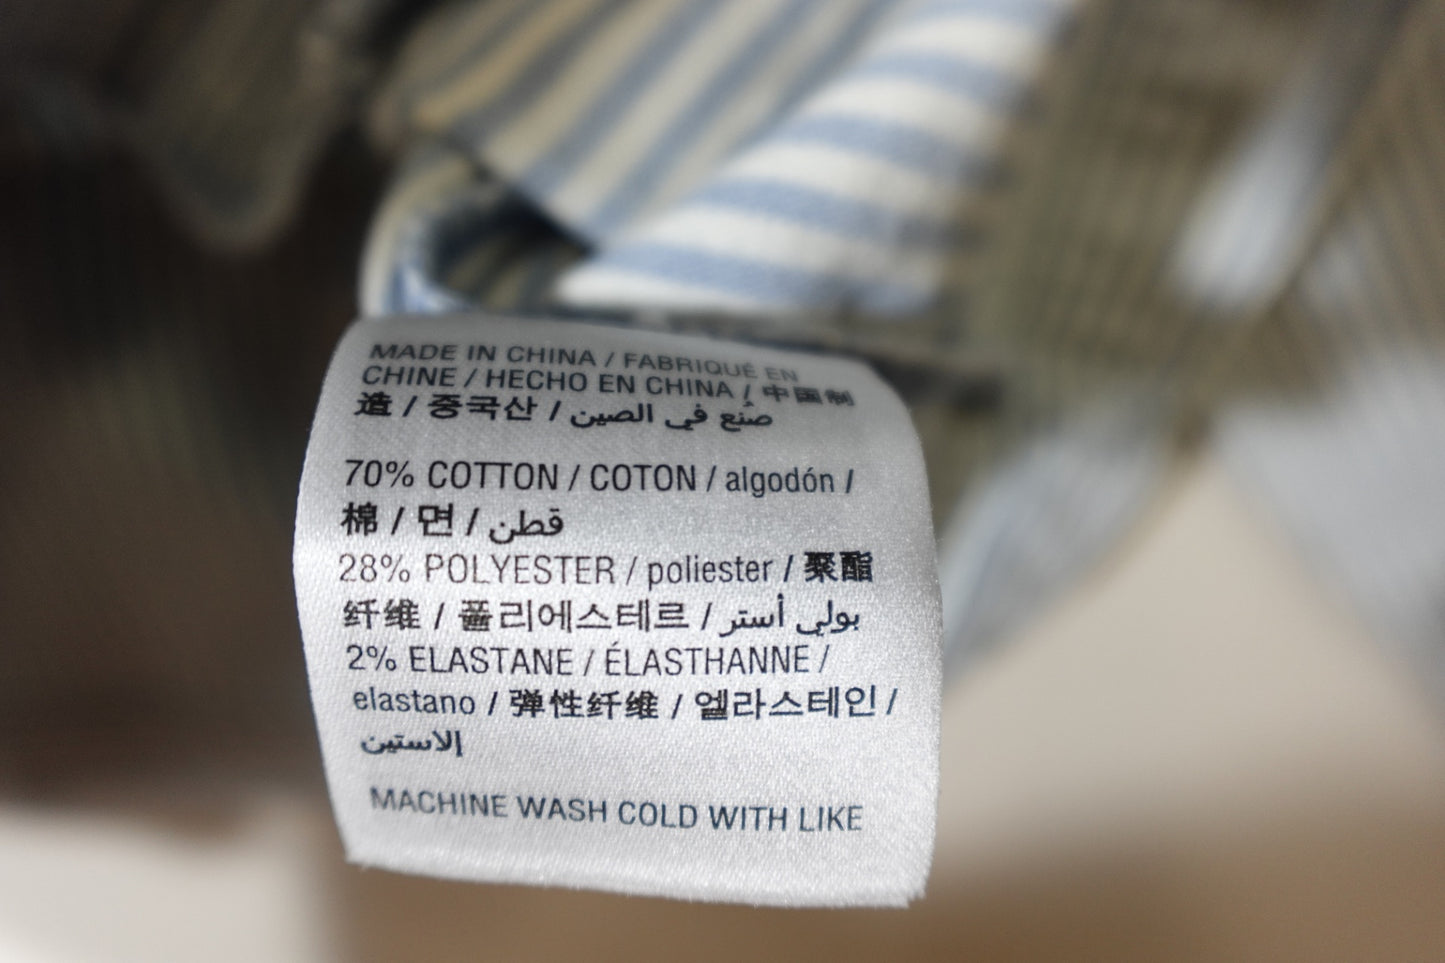 MADE IN CHINA / FABRIQUÉ EN
CHINE / HECHO EN CHINA / 中国制
造 / 중국산 / صُنع في الصين
70% COTTON / COTON / algodón /
棉 / 면 / قطن
28% POLYESTER / poliester / 聚酯
纤维 / 폴리에스테르 / بولي أستر
2% ELASTANE / ÉLASTHANNE /
elastano / 弹性纤维 / 엘라스테인 /
إلاستين
MACHINE WASH COLD WITH LIKE